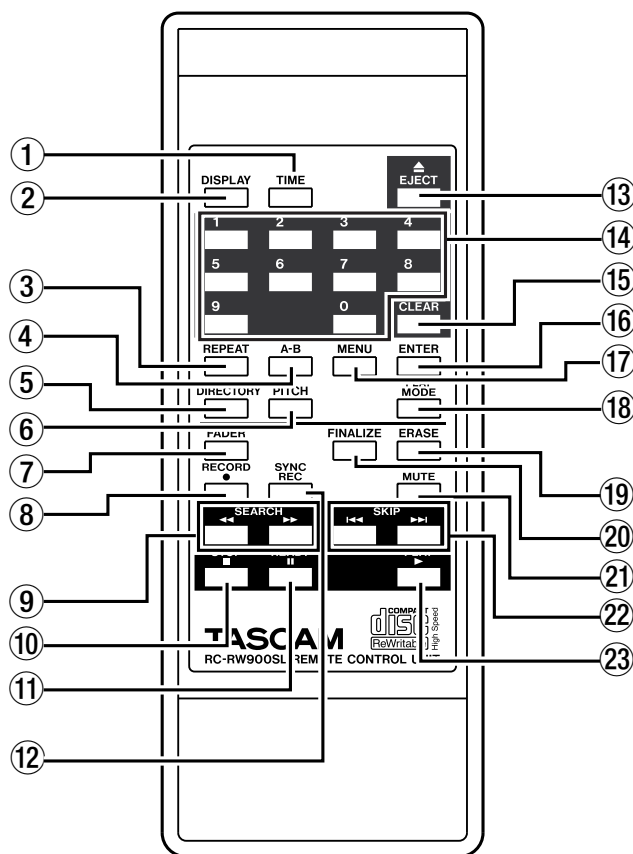 1
DISPLAY TIME
EJECT
2
13
1 2 3 4
14
5 6 7 8
15
3
9 0 CLEAR
16
4
REPEAT A-B MENU ENTER
17
5
DIRECTORY PITCH MODE
18
6
FADER FINALIZE ERASE
7
RECORD SYNC REC MUTE
19
8
SEARCH SKIP
20
9
21
10
22
TASCAM COMPACT disc ReWritable High Speed
23
11
RC-RW900SL REMOTE CONTROL UNIT
12